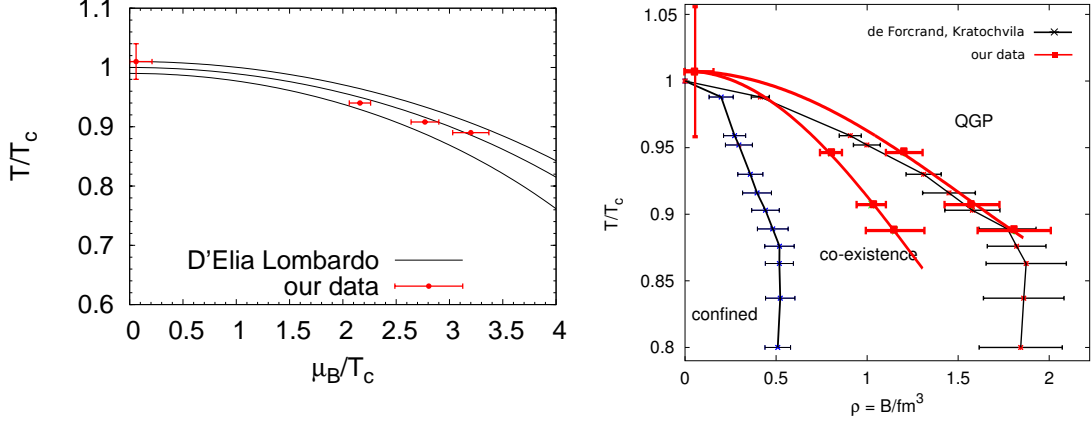 1.1
1
0.9
0.8
0.7
0.6
T/T_c
D'Elia Lombardo
our data
0 0.5 1 1.5 2 2.5 3 3.5 4
μ_B/T_c
1.05
1
0.95
0.9
0.85
0.8
T/T_c
de Forcrand, Kratochvila
our data
QGP
co-existence
confined
0 0.5 1 1.5 2
ρ = B/fm³